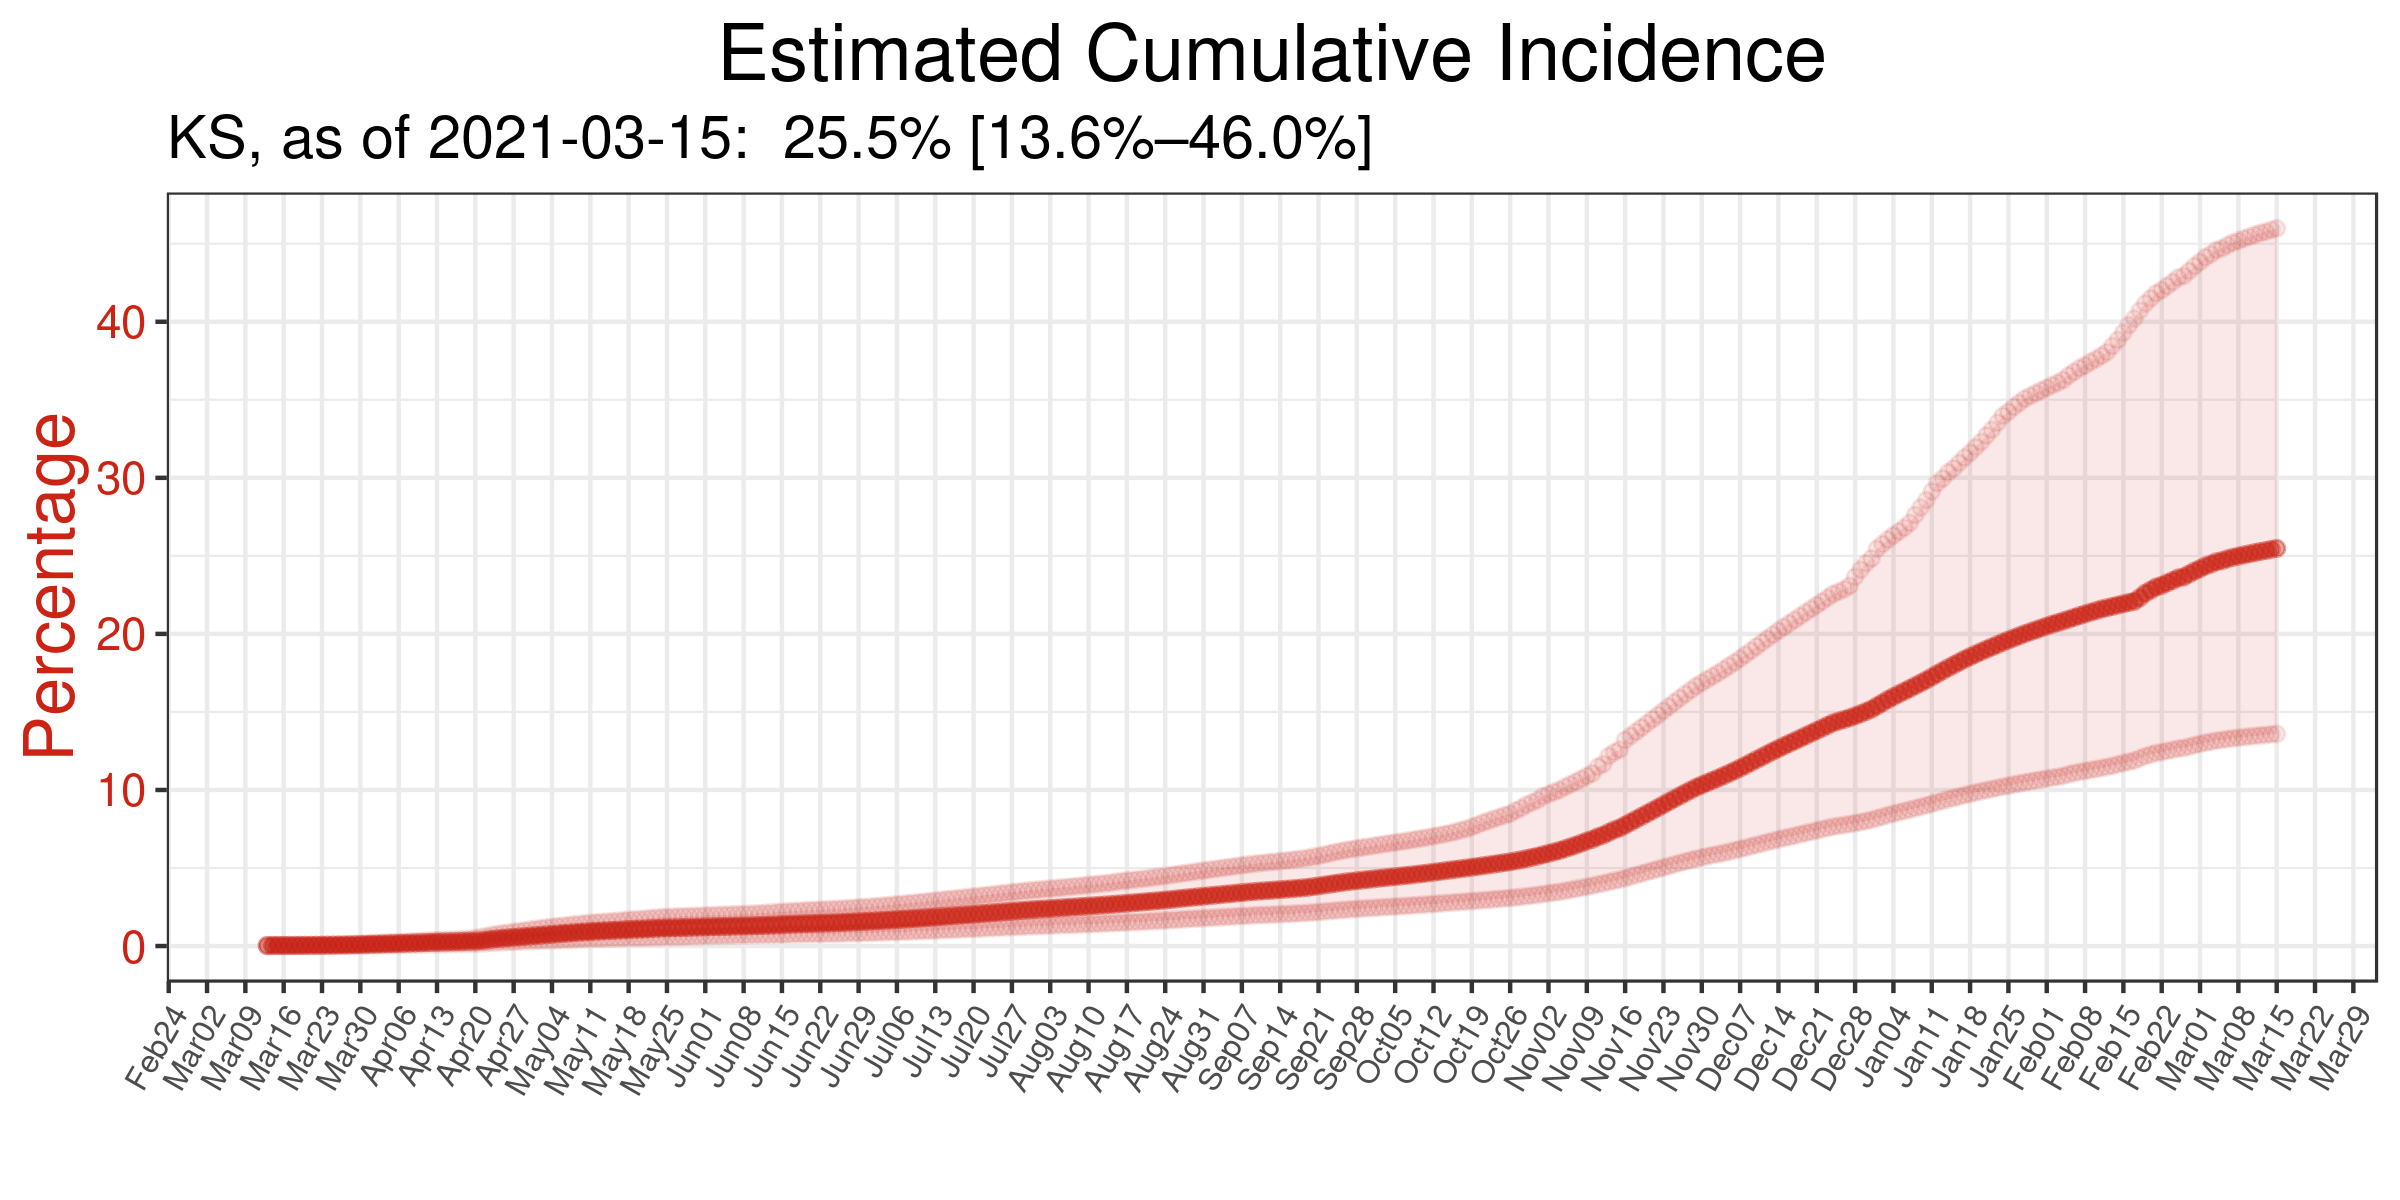 Estimated Cumulative Incidence
KS, as of 2021-03-15:  25.5% [13.6%–46.0%]
Percentage
40
30
20
10
0
Feb24
Mar02
Mar09
Mar16
Mar23
Mar30
Apr06
Apr13
Apr20
Apr27
May04
May11
May18
May25
Jun01
Jun08
Jun15
Jun22
Jun29
Jul06
Jul13
Jul20
Jul27
Aug03
Aug10
Aug17
Aug24
Aug31
Sep07
Sep14
Sep21
Sep28
Oct05
Oct12
Oct19
Oct26
Nov02
Nov09
Nov16
Nov23
Nov30
Dec07
Dec14
Dec21
Dec28
Jan04
Jan11
Jan18
Jan25
Feb01
Feb08
Feb15
Feb22
Mar01
Mar08
Mar15
Mar22
Mar29